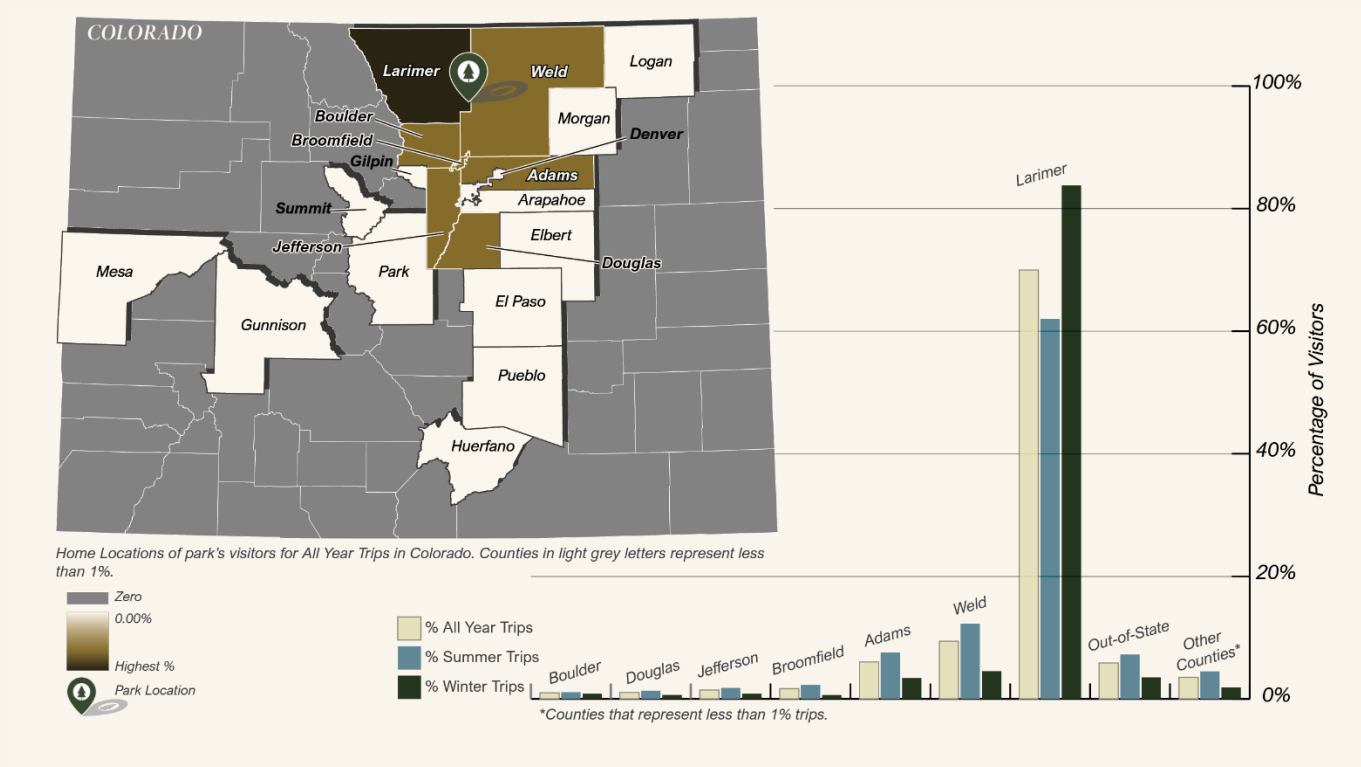 COLORADO
Larimer
Weld
Logan
Boulder
Morgan
Broomfield
Denver
Gilpin
Adams
Arapahoe
Summit
Elbert
Jefferson
Douglas
Mesa
Park
El Paso
Gunnison
Pueblo
Huerfano
Home Locations of park's visitors for All Year Trips in Colorado. Counties in light grey letters represent less
than 1%.
Zero
0.00%
Highest %
Park Location
% All Year Trips
% Summer Trips
% Winter Trips
Boulder
Douglas
Jefferson
Broomfield
Adams
Weld
Larimer
Out-of-State
Other
Counties*
100%
80%
60%
40%
20%
0%
Percentage of Visitors
*Counties that represent less than 1% trips.